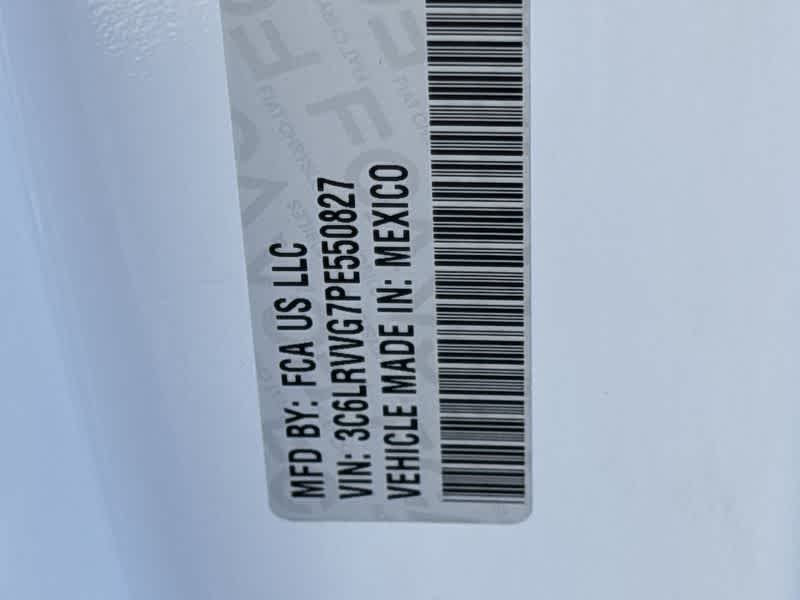 MFD BY: FCA US LLC
VIN: 3C6LRVVG7PE550827
VEHICLE MADE IN: MEXICO